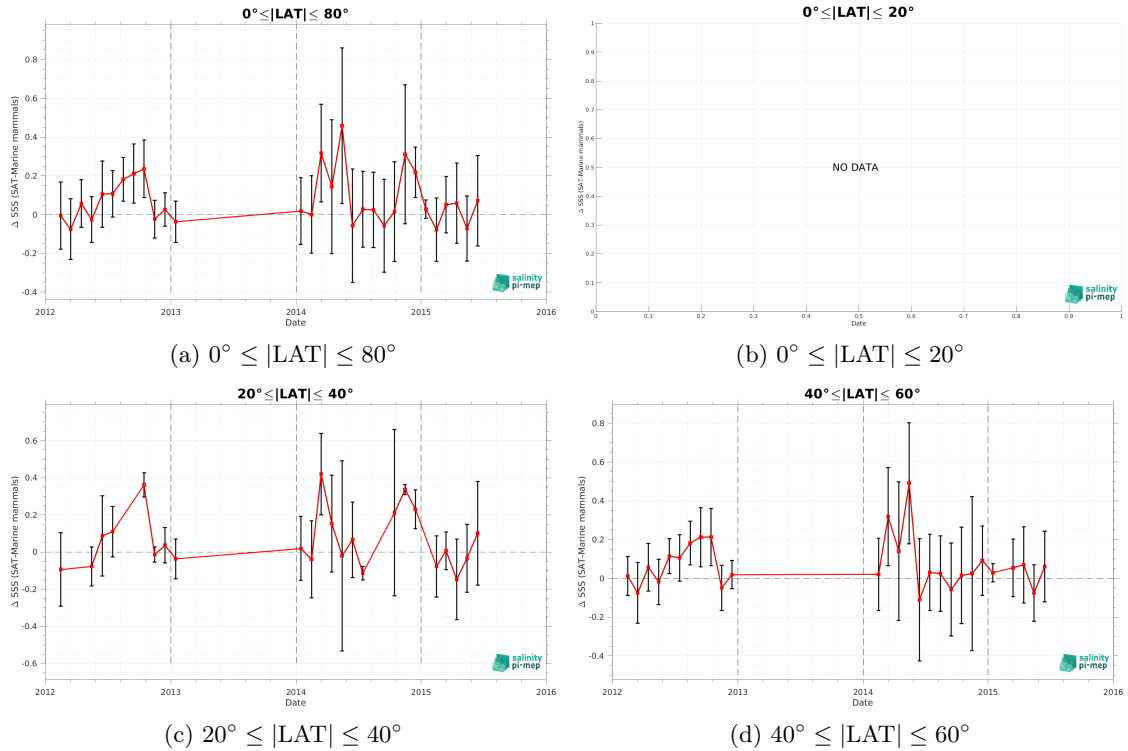 0°≤|LAT|≤ 80°
Δ SSS (SAT-Marine mammals)
0.8
0.6
0.4
0.2
0
-0.2
-0.4
2012
2013
2014
2015
2016
Date
salinity
pi-mep
(a) 0° ≤ |LAT| ≤ 80°
0°≤|LAT|≤ 20°
Δ SSS (SAT-Marine mammals)
1
0.9
0.8
0.7
0.6
0.5
0.4
0.3
0.2
0.1
0
NO DATA
0
0.1
0.2
0.3
0.4
0.5
0.6
0.7
0.8
0.9
1
Date
salinity
pi-mep
(b) 0° ≤ |LAT| ≤ 20°
20°≤|LAT|≤ 40°
Δ SSS (SAT-Marine mammals)
0.6
0.4
0.2
0
-0.2
-0.4
-0.6
2012
2013
2014
2015
2016
Date
salinity
pi-mep
(c) 20° ≤ |LAT| ≤ 40°
40°≤|LAT|≤ 60°
Δ SSS (SAT-Marine mammals)
0.8
0.6
0.4
0.2
0
-0.2
-0.4
2012
2013
2014
2015
2016
Date
salinity
pi-mep
(d) 40° ≤ |LAT| ≤ 60°